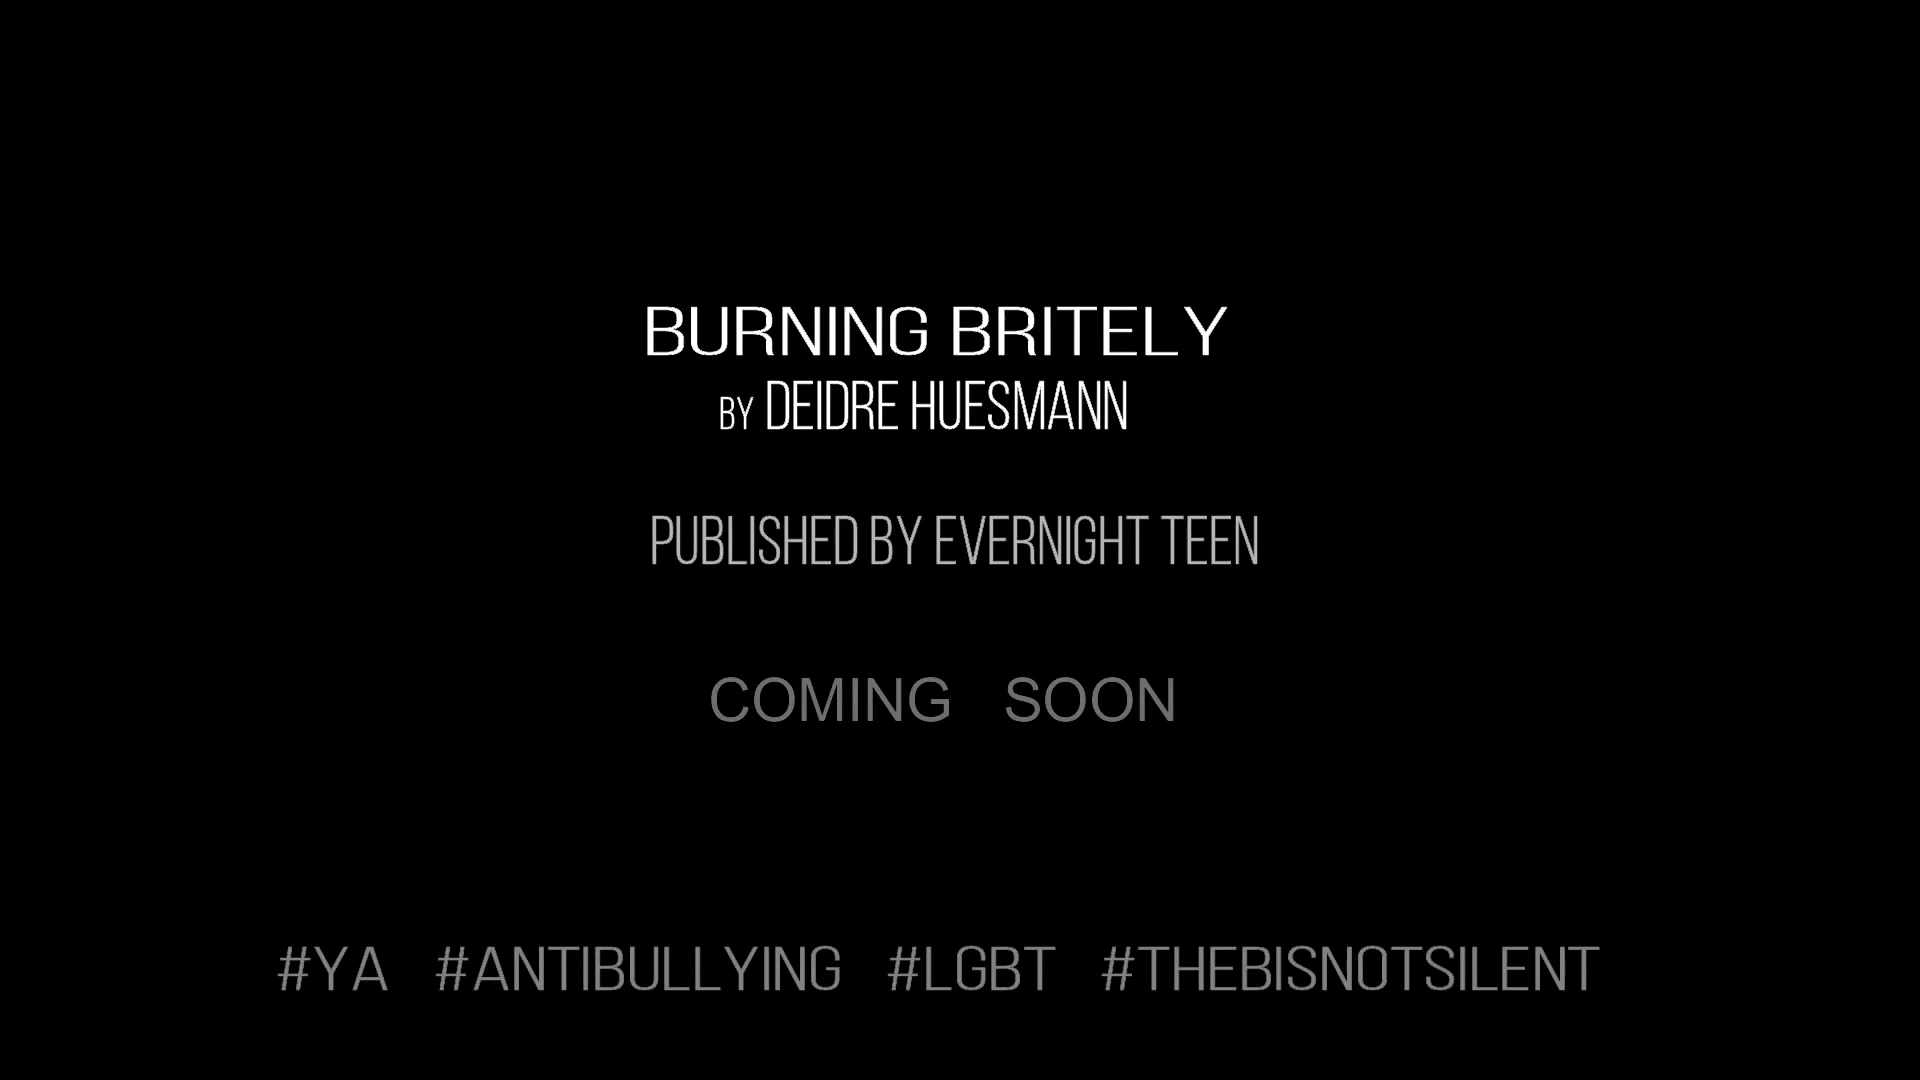 BURNING BRITELY
BY DEIDRE HUESMANN
PUBLISHED BY EVERNIGHT TEEN
COMING SOON
#YA #ANTIBULLYING #LGBT #THEBISNOTSILENT